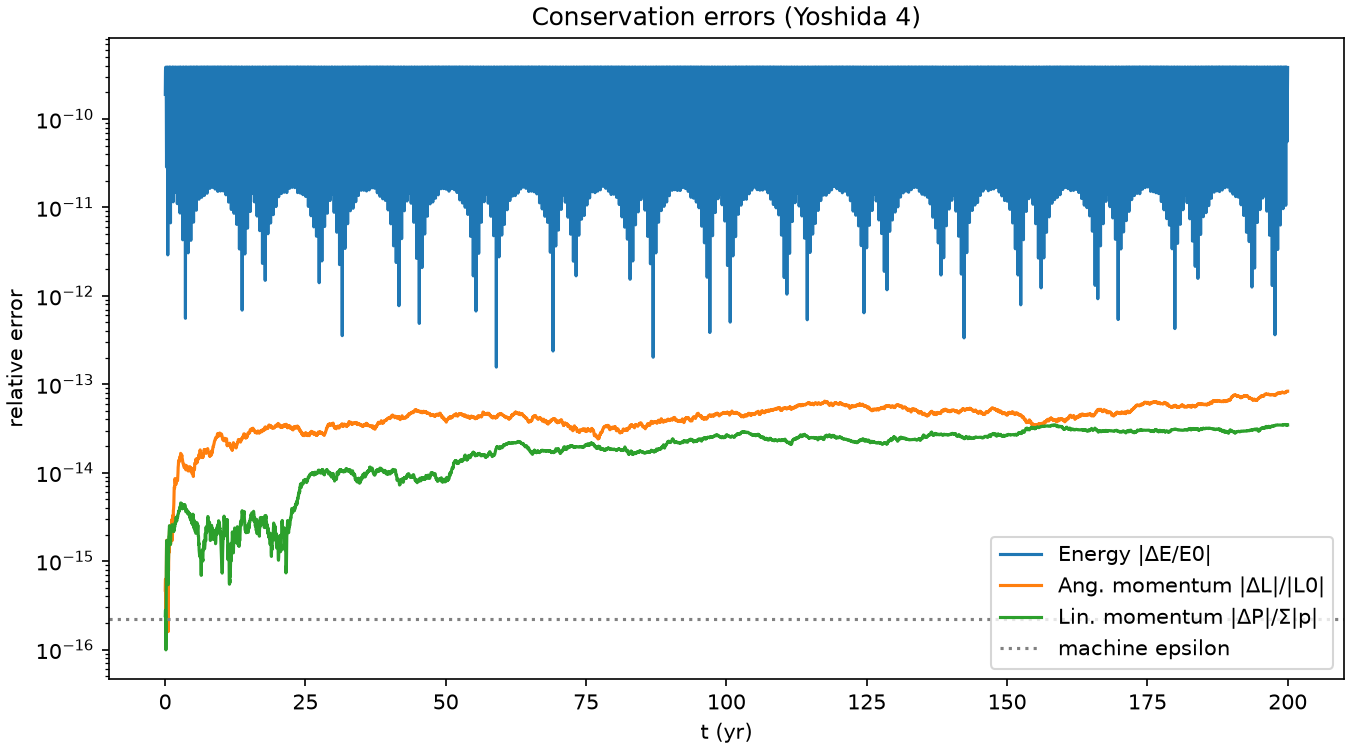 Conservation errors (Yoshida 4)
relative error
10⁻¹⁰
10⁻¹¹
10⁻¹²
10⁻¹³
10⁻¹⁴
10⁻¹⁵
10⁻¹⁶
Energy |ΔE/E0|
Ang. momentum |ΔL|/|L0|
Lin. momentum |ΔP|/Σ|p|
machine epsilon
0 25 50 75 100 125 150 175 200
t (yr)